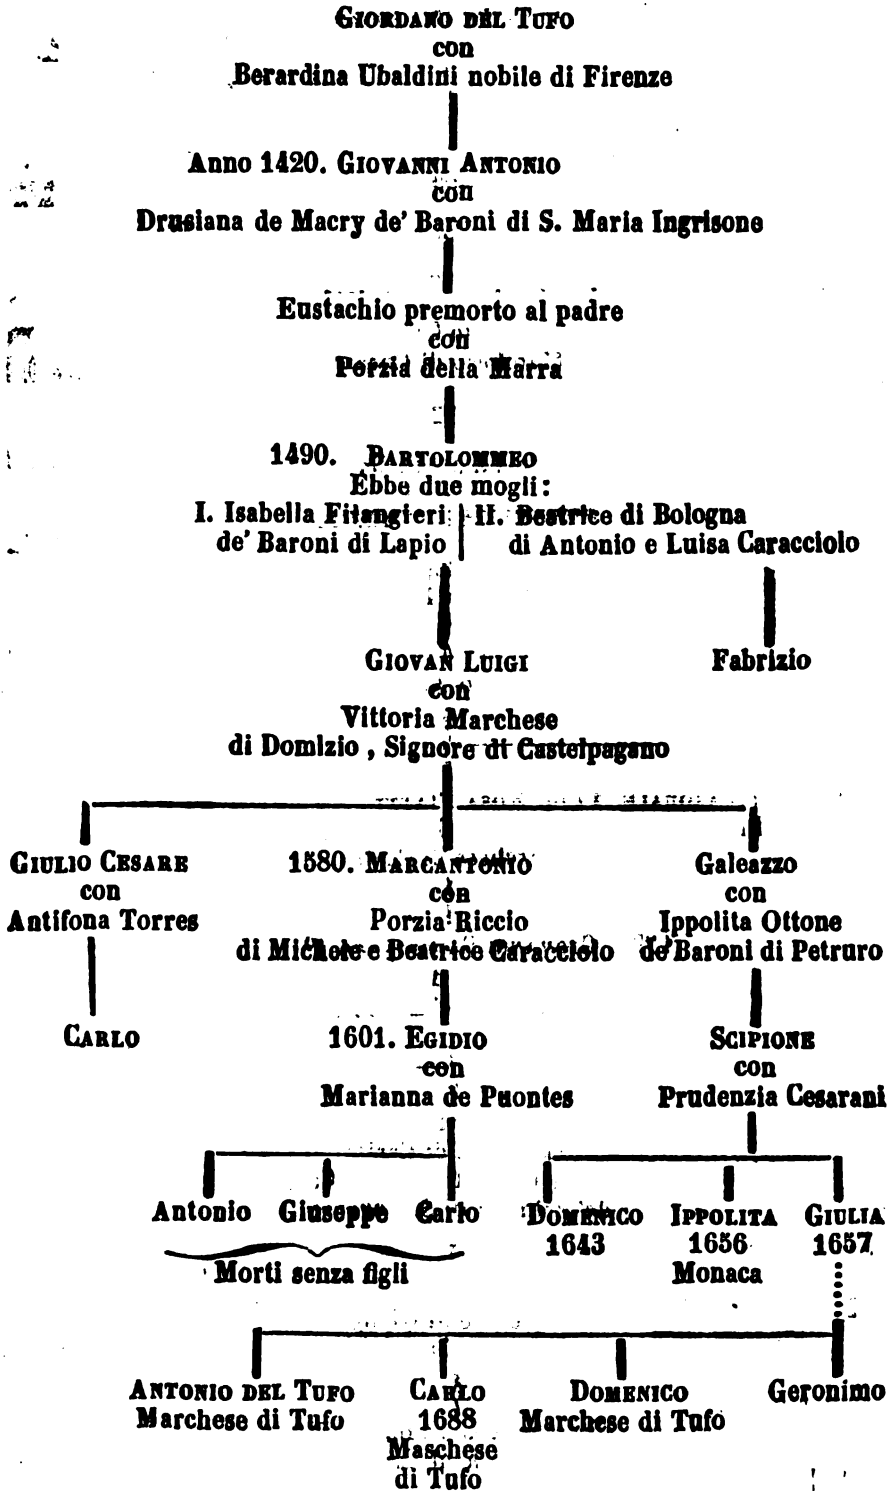 GIORDANO DEL TUFO
con
Berardina Ubaldini nobile di Firenze
Anno 1420. GIOVANNI ANTONIO
con
Drusiana de Macry de' Baroni di S. Maria Ingrisone
Eustachio premorto al padre
con
Porzia della Marra
1490. BARTOLOMMEO
Ebbe due mogli:
I. Isabella Filangieri
de' Baroni di Lapio
II. Beatrice di Bologna
di Antonio e Luisa Caracciolo
GIOVAN LUIGI
Fabrizio
con
Vittoria Marchese
di Domizio, Signore di Castelpagano
GIULIO CESARE
con
Antifona Torres
1580. MARCANTONIO
con
Porzia Riccio
di Michele e Beatrice Caracciolo
Galeazzo
con
Ippolita Ottone
de' Baroni di Petruro
CARLO
1601. EGIDIO
con
Marianna de Puontes
SCIPIONE
con
Prudenzia Cesarani
Antonio Giuseppe Carlo
Morti senza figli
DOMENICO
1643
IPPOLITA
1656
Monaca
GIULIA
1657
ANTONIO DEL TUFO
Marchese di Tufo
CARLO
1688
Maschese
di Tufo
DOMENICO
Marchese di Tufo
Geronimo